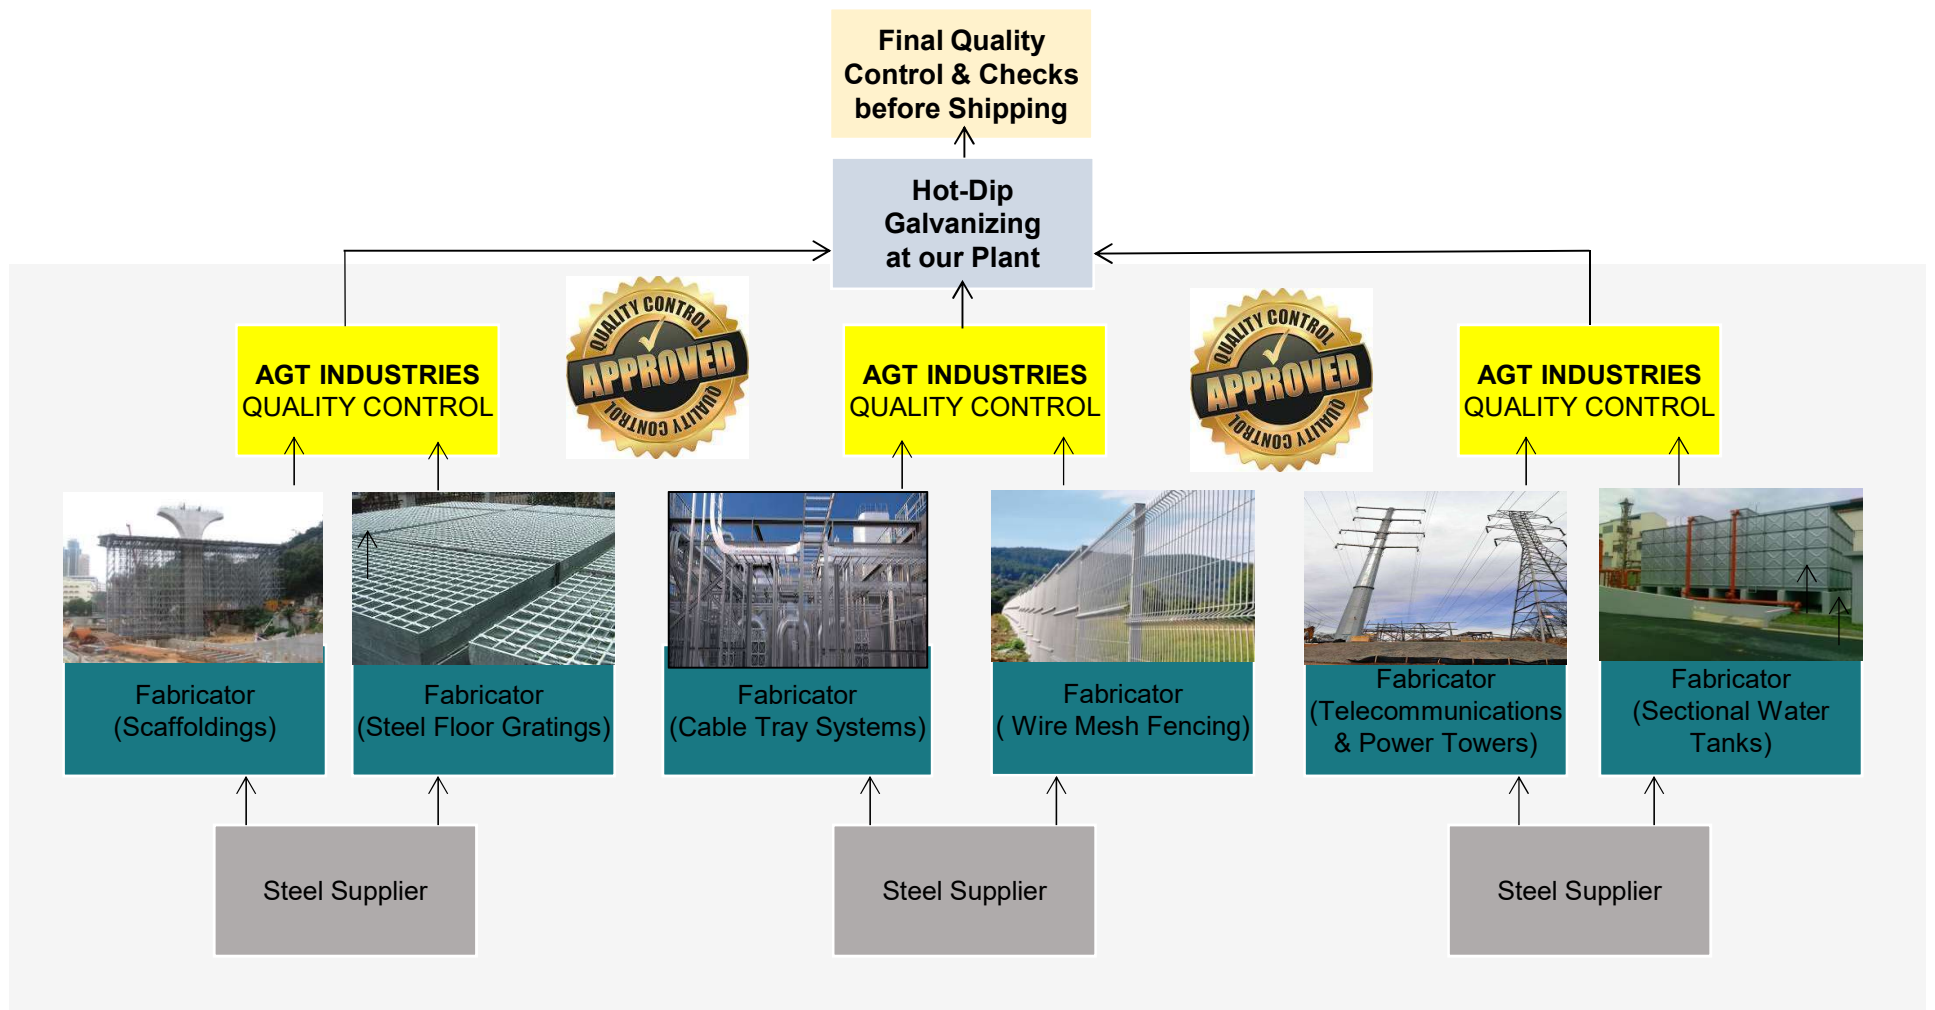 Final Quality
Control & Checks
before Shipping
Hot-Dip
Galvanizing
at our Plant
AGT INDUSTRIES
QUALITY CONTROL
QUALITY CONTROL
APPROVED
QUALITY CONTROL
AGT INDUSTRIES
QUALITY CONTROL
QUALITY CONTROL
APPROVED
QUALITY CONTROL
AGT INDUSTRIES
QUALITY CONTROL
Fabricator
(Scaffoldings)
Fabricator
(Steel Floor Gratings)
Fabricator
(Cable Tray Systems)
Fabricator
( Wire Mesh Fencing)
Fabricator
(Telecommunications
& Power Towers)
Fabricator
(Sectional Water
Tanks)
Steel Supplier
Steel Supplier
Steel Supplier